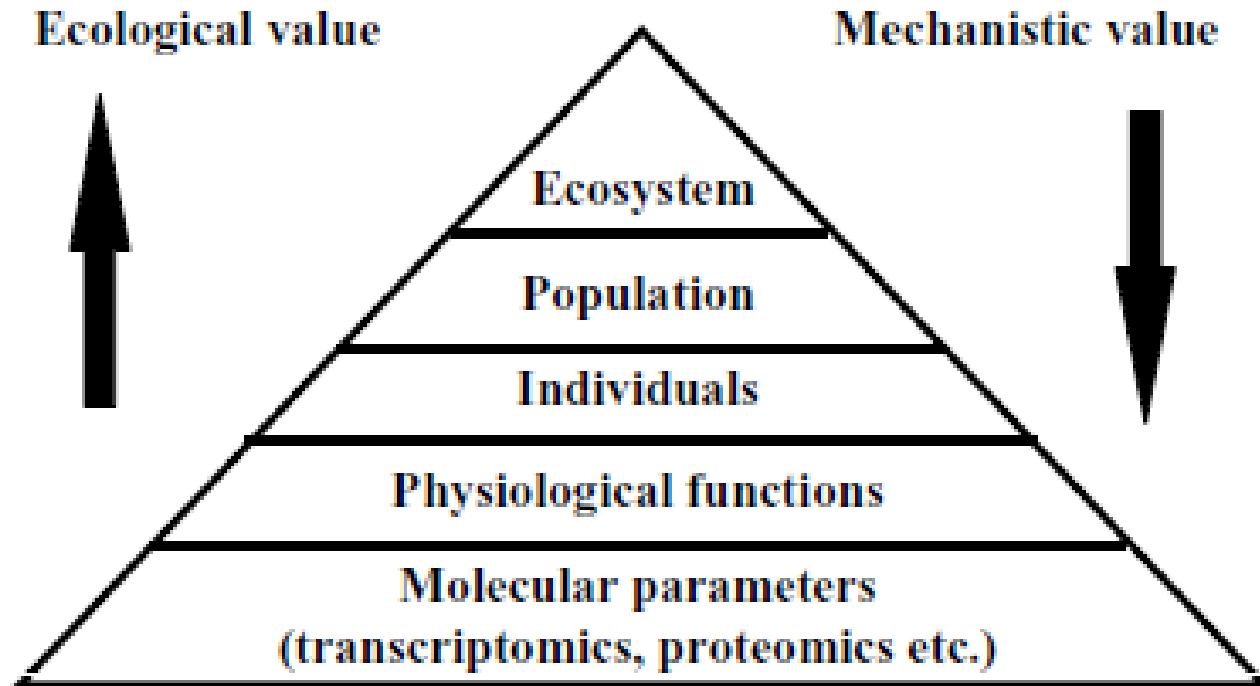 Ecological value
Mechanistic value
Ecosystem
Population
Individuals
Physiological functions
Molecular parameters
(transcriptomics, proteomics etc.)